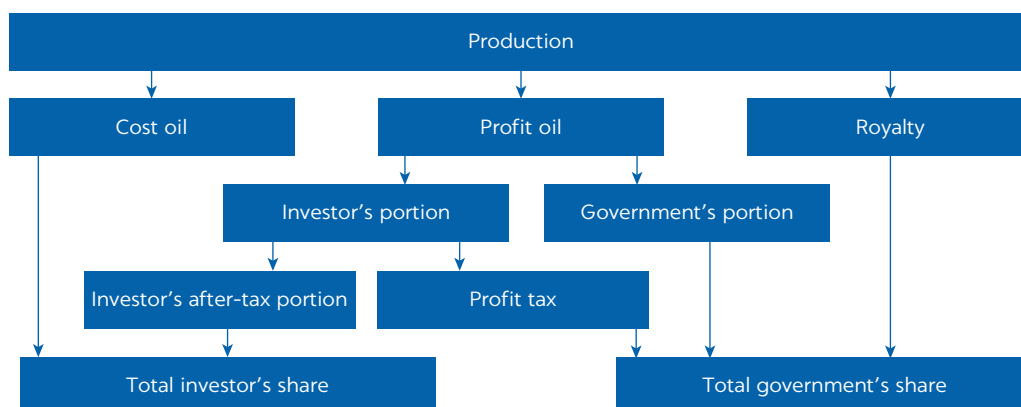 Production
Cost oil
Profit oil
Royalty
Investor’s portion
Government’s portion
Investor’s after-tax portion
Profit tax
Total investor’s share
Total government’s share